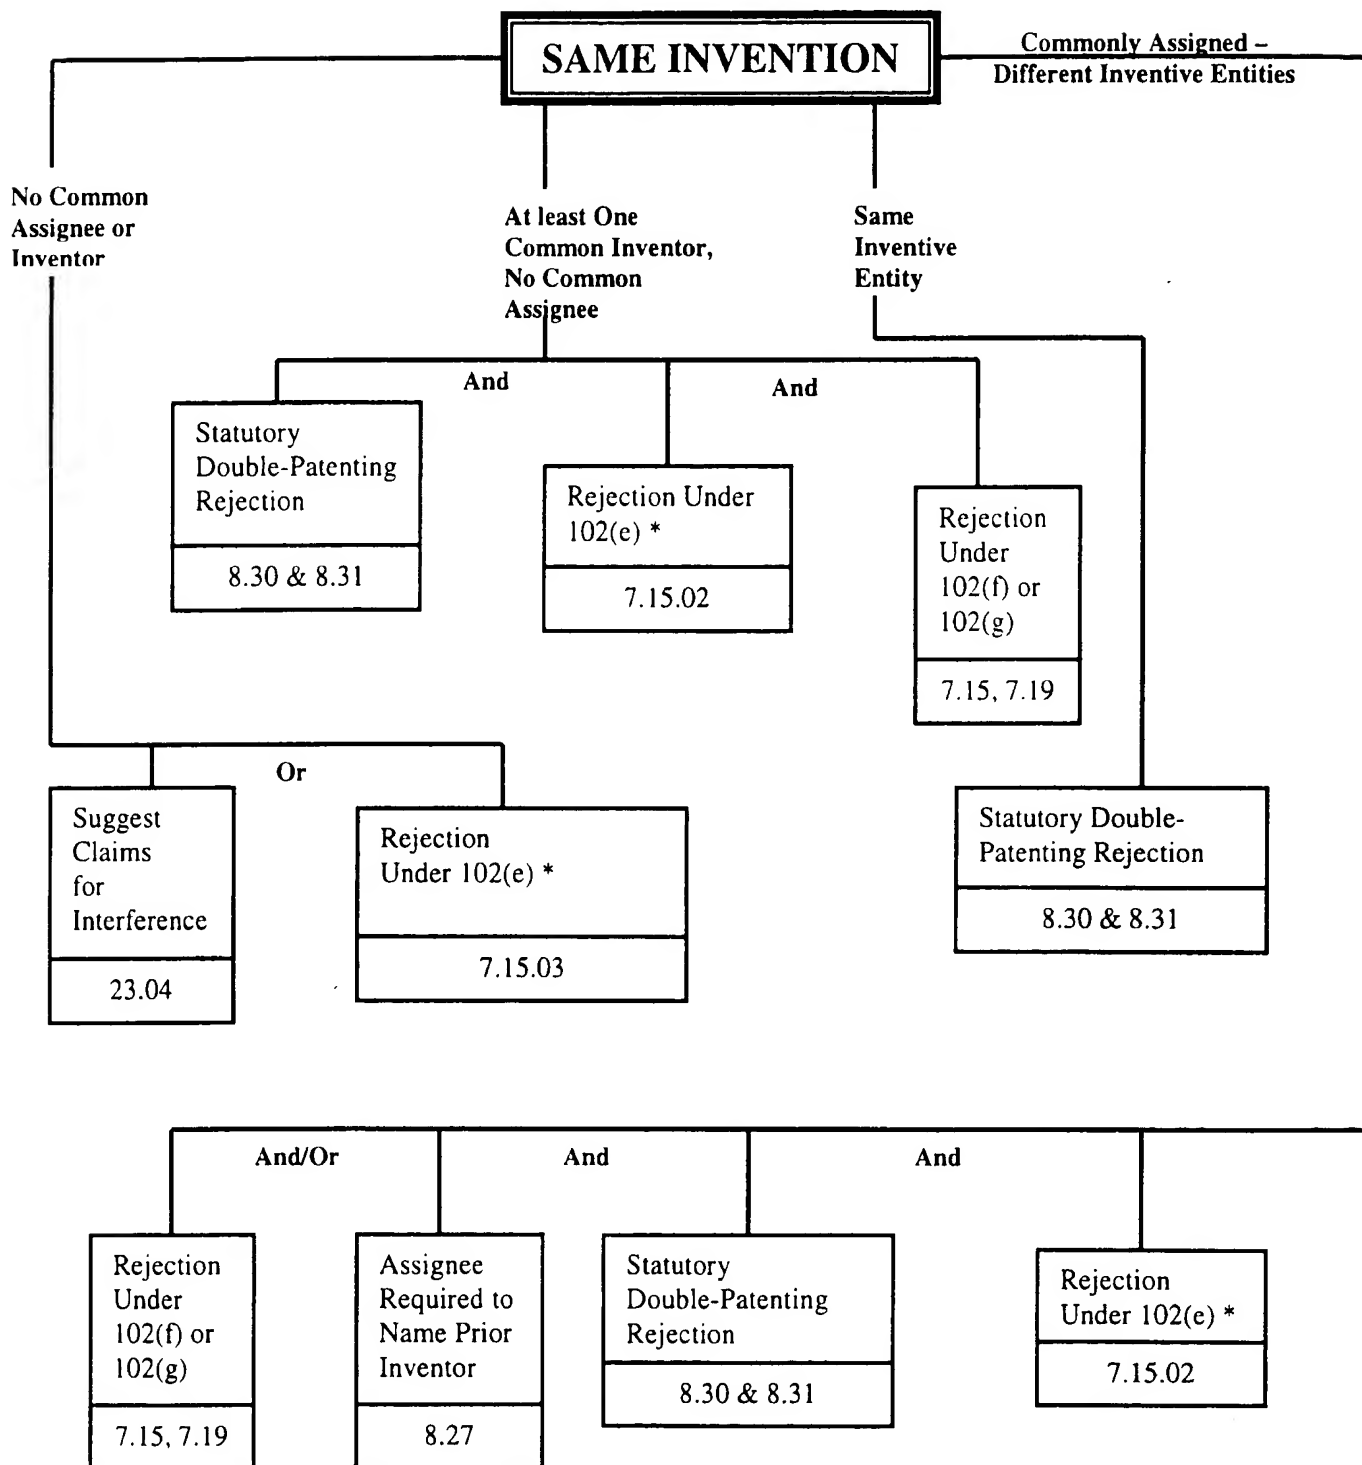 SAME INVENTION
Commonly Assigned –
Different Inventive Entities
No Common
Assignee or
Inventor
At least One
Common Inventor,
No Common
Assignee
Same
Inventive
Entity
And
And
Statutory
Double-Patenting
Rejection
8.30 & 8.31
Rejection Under
102(e) *
7.15.02
Rejection
Under
102(f) or
102(g)
7.15, 7.19
Or
Suggest
Claims
for
Interference
23.04
Rejection
Under 102(e) *
7.15.03
Statutory Double-
Patenting Rejection
8.30 & 8.31
And/Or
And
And
Rejection
Under
102(f) or
102(g)
7.15, 7.19
Assignee
Required to
Name Prior
Inventor
8.27
Statutory
Double-Patenting
Rejection
8.30 & 8.31
Rejection
Under 102(e) *
7.15.02